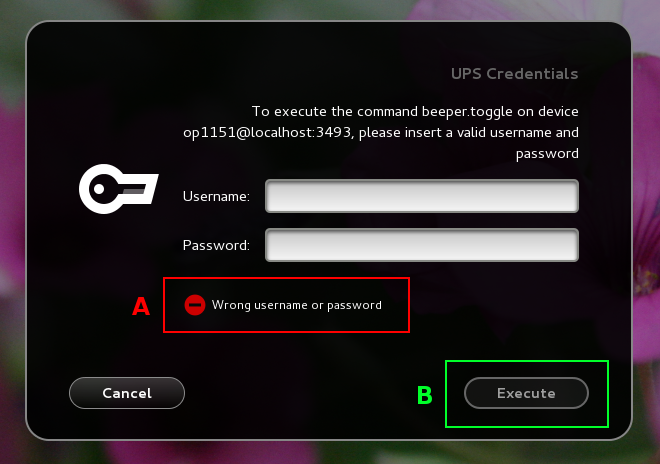 UPS Credentials
To execute the command beeper.toggle on device
op1151@localhost:3493, please insert a valid username and
password
Username:
Password:
A
Wrong username or password
Cancel
B
Execute